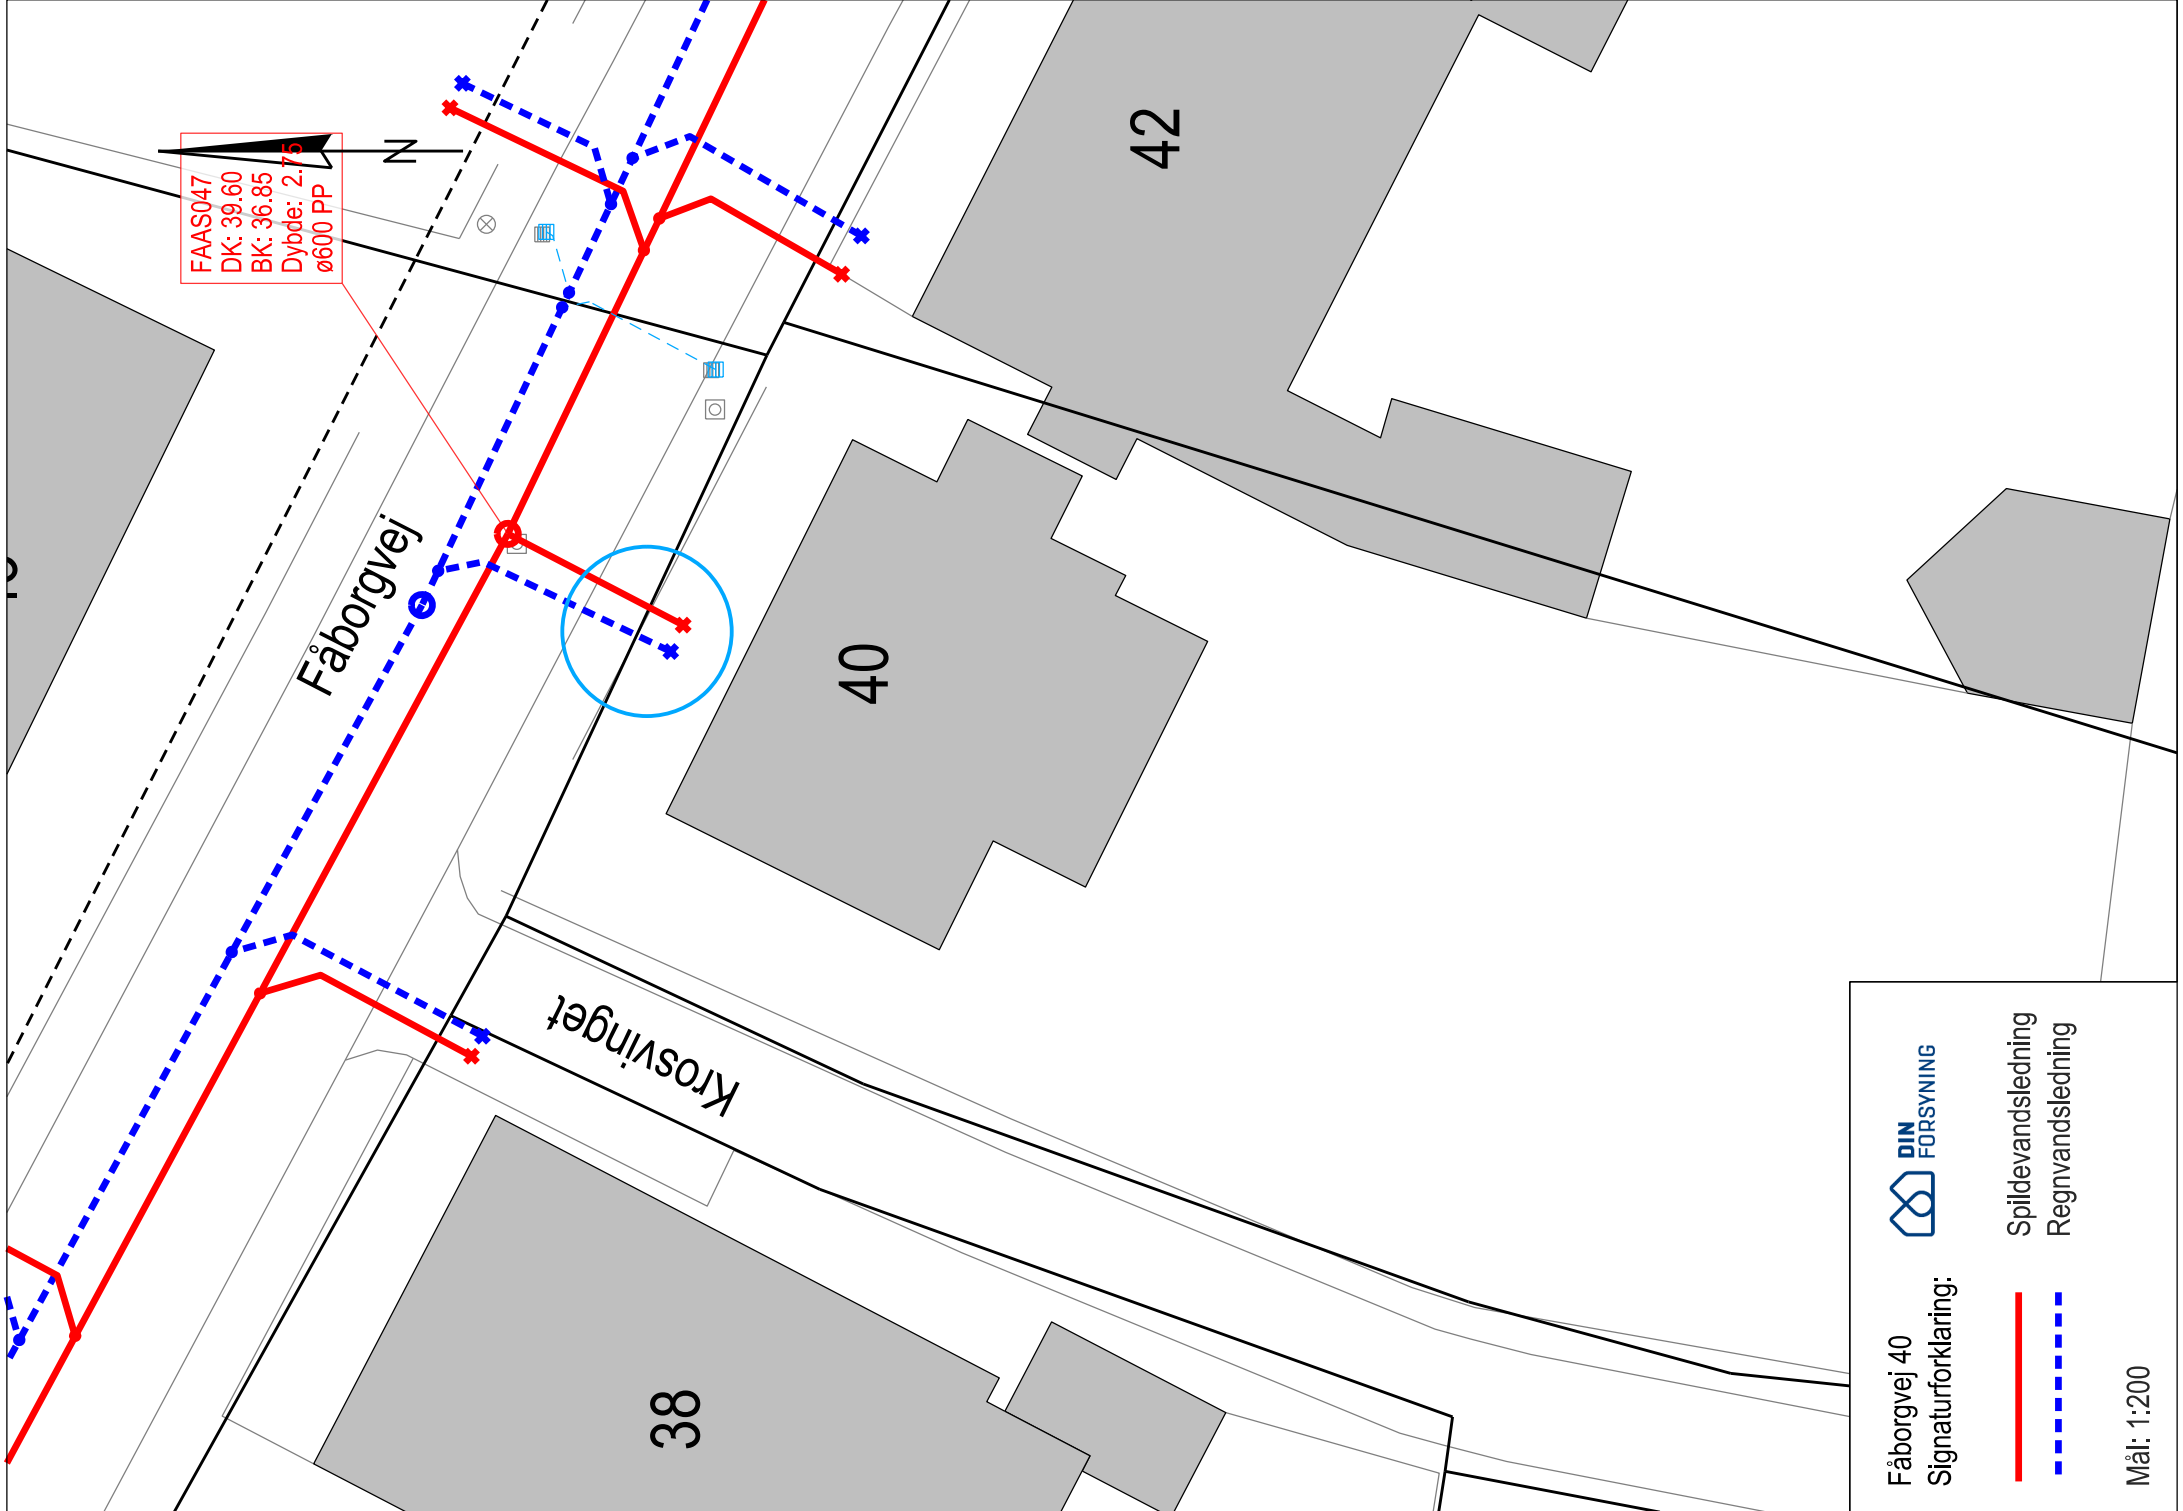 FAAS047
DK: 39.60
BK: 36.85
Dybde: 2.75
ø600 PP
N
42
Fåborgvej
40
Krosvinget
38
Fåborgvej 40
Signaturforklaring:
DIN
FORSYNING
Spildevandsledning
Regnvandsledning
Mål: 1:200